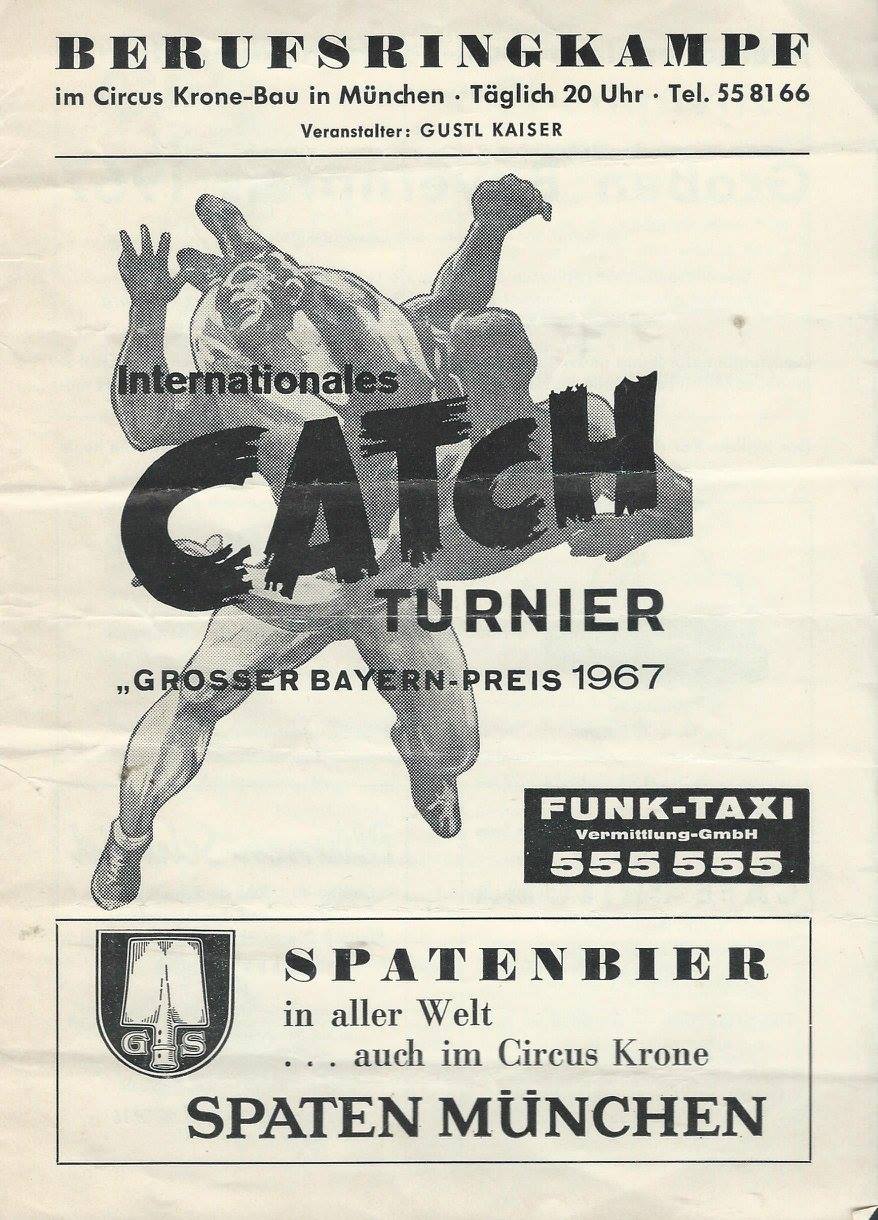 BERUFSRINGKAMPF
im Circus Krone-Bau in München · Täglich 20 Uhr · Tel. 55 81 66
Veranstalter: GUSTL KAISER
Internationales
CATCH
TURNIER
„GROSSER BAYERN-PREIS 1967
FUNK-TAXI
Vermittlung-GmbH
555 555
SPATENBIER
in aller Welt
. . . auch im Circus Krone
G S
SPATEN MÜNCHEN